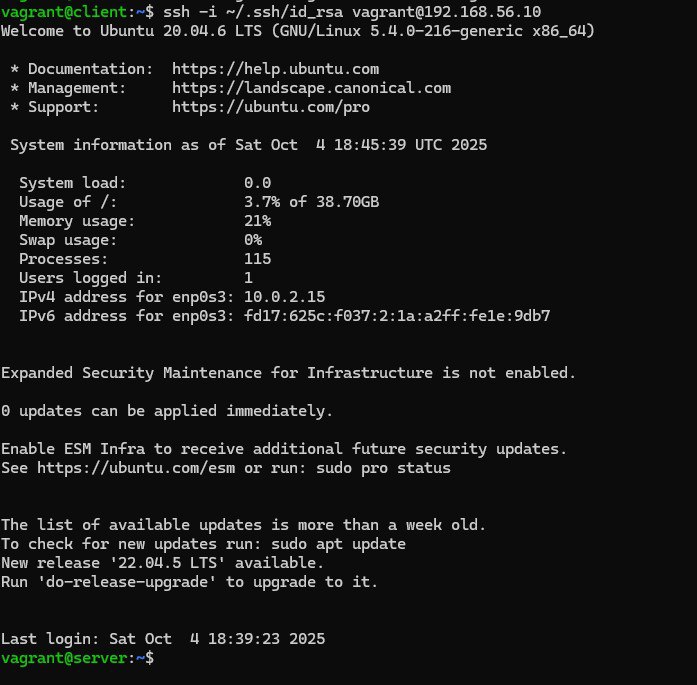 vagrant@client:~$ ssh -i ~/.ssh/id_rsa vagrant@192.168.56.10
Welcome to Ubuntu 20.04.6 LTS (GNU/Linux 5.4.0-216-generic x86_64)
* Documentation:  https://help.ubuntu.com
* Management:     https://landscape.canonical.com
* Support:        https://ubuntu.com/pro
System information as of Sat Oct  4 18:45:39 UTC 2025
System load:             0.0
Usage of /:              3.7% of 38.70GB
Memory usage:            21%
Swap usage:              0%
Processes:               115
Users logged in:         1
IPv4 address for enp0s3: 10.0.2.15
IPv6 address for enp0s3: fd17:625c:f037:2:1a:a2ff:fe1e:9db7
Expanded Security Maintenance for Infrastructure is not enabled.
0 updates can be applied immediately.
Enable ESM Infra to receive additional future security updates.
See https://ubuntu.com/esm or run: sudo pro status
The list of available updates is more than a week old.
To check for new updates run: sudo apt update
New release '22.04.5 LTS' available.
Run 'do-release-upgrade' to upgrade to it.
Last login: Sat Oct  4 18:39:23 2025
vagrant@server:~$